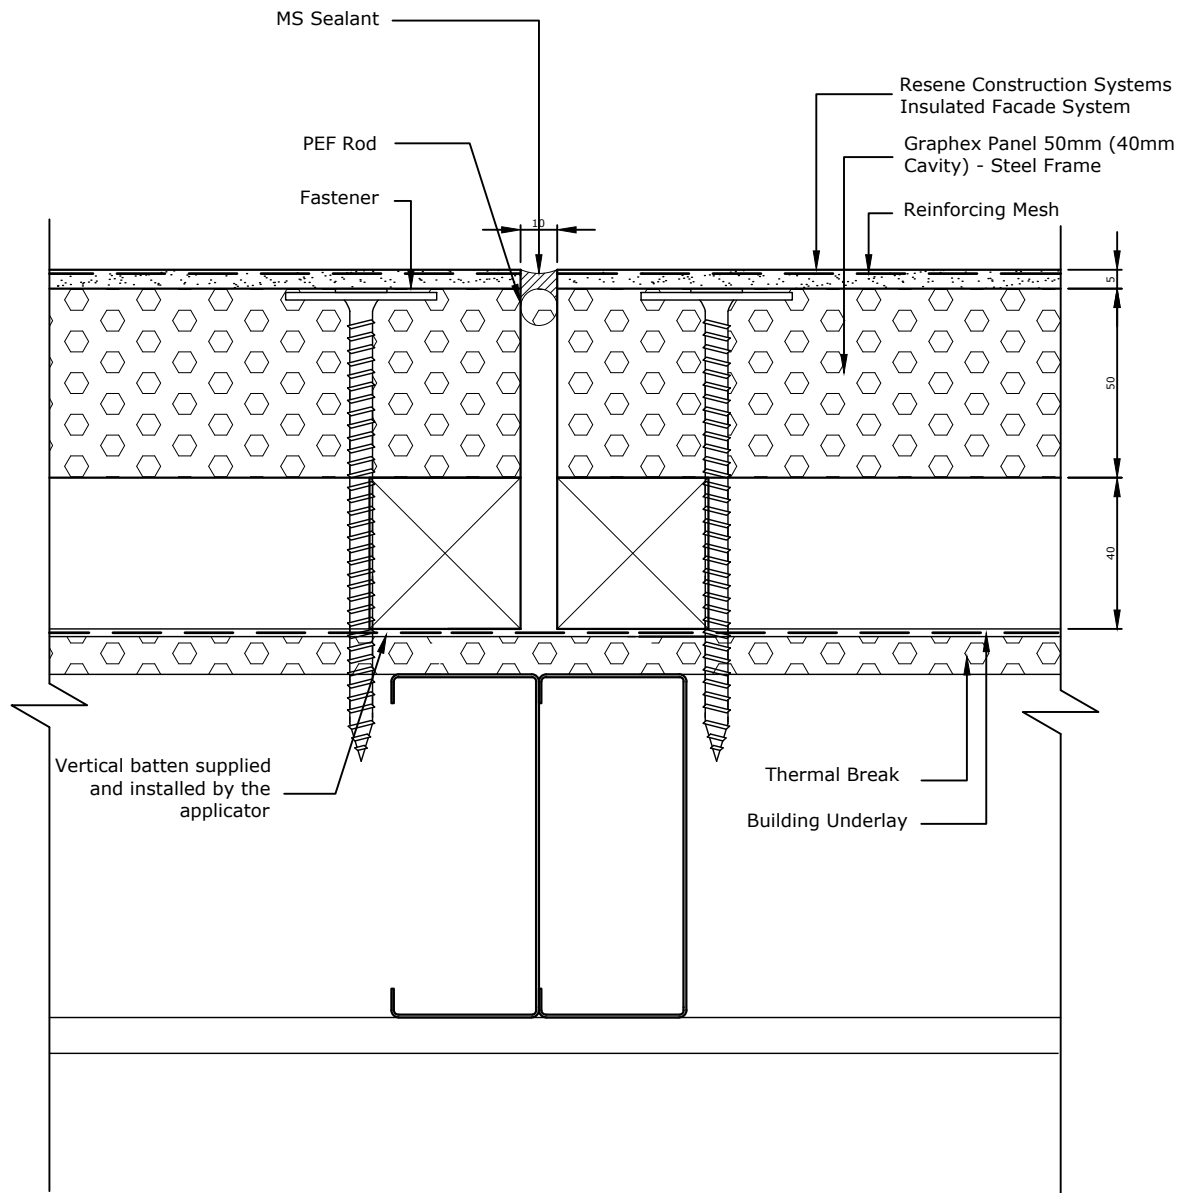 MS Sealant
Resene Construction Systems
Insulated Facade System
PEF Rod
Graphex Panel 50mm (40mm
Cavity) - Steel Frame
Fastener
Reinforcing Mesh
10
5
50
40
Vertical batten supplied
and installed by the
applicator
Thermal Break
Building Underlay